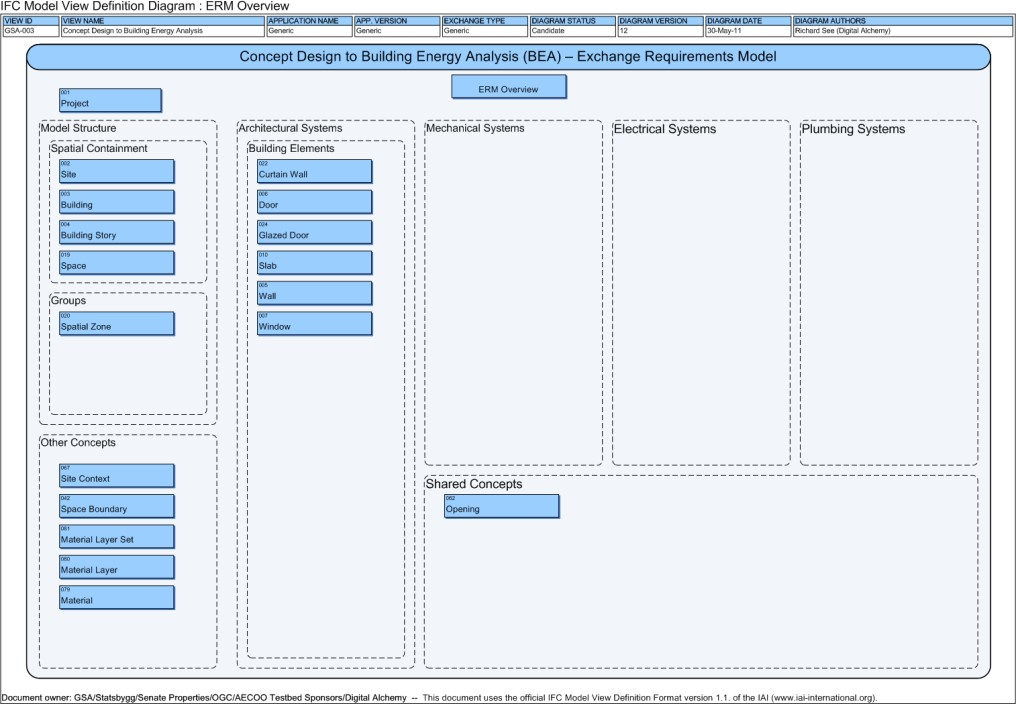 IFC Model View Definition Diagram : ERM Overview
VIEW ID VIEW NAME APPLICATION NAME APP. VERSION EXCHANGE TYPE DIAGRAM STATUS DIAGRAM VERSION DIAGRAM DATE DIAGRAM AUTHORS
GSA-003 Concept Design to Building Energy Analysis Generic Generic Generic Candidate 12 30-May-11 Richard See (Digital Alchemy)
Concept Design to Building Energy Analysis (BEA) – Exchange Requirements Model
ERM Overview
001
Project
Model Structure
Spatial Containment
002
Site
003
Building
004
Building Story
019
Space
Groups
020
Spatial Zone
Other Concepts
067
Site Context
042
Space Boundary
081
Material Layer Set
080
Material Layer
079
Material
Architectural Systems
Building Elements
022
Curtain Wall
006
Door
024
Glazed Door
010
Slab
005
Wall
007
Window
Mechanical Systems
Electrical Systems
Plumbing Systems
Shared Concepts
062
Opening
Document owner: GSA/Statsbygg/Senate Properties/OGC/AECOO Testbed Sponsors/Digital Alchemy -- This document uses the official IFC Model View Definition Format version 1.1. of the IAI (www.iai-international.org).